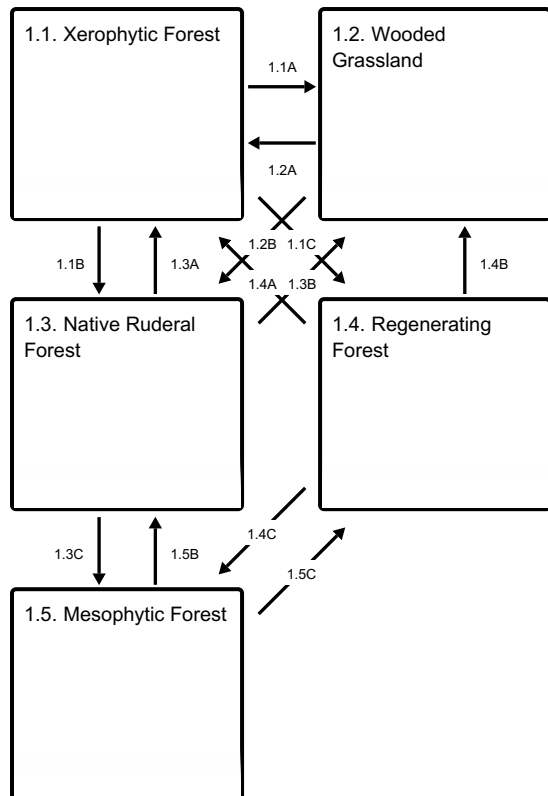 1.1. Xerophytic Forest
1.2. Wooded
Grassland
1.1A
1.2A
1.1B
1.3A
1.2B
1.1C
1.4A
1.3B
1.4B
1.3. Native Ruderal
Forest
1.4. Regenerating
Forest
1.3C
1.5B
1.4C
1.5C
1.5. Mesophytic Forest